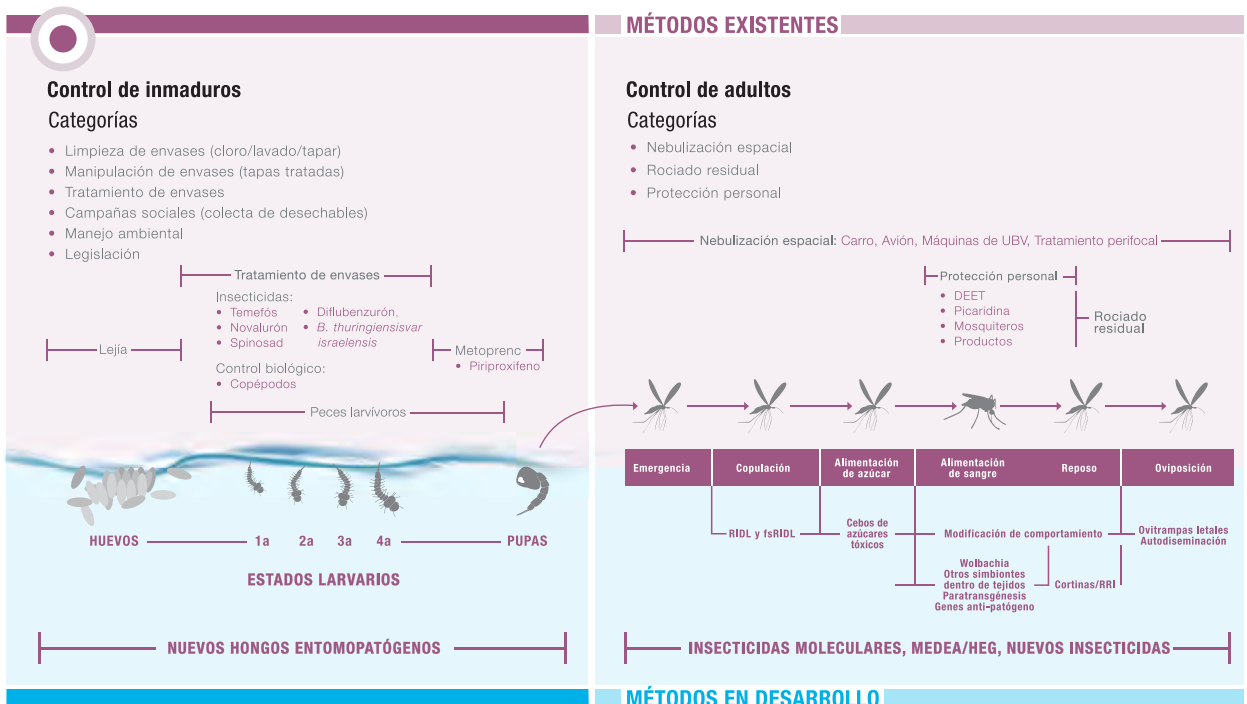 MÉTODOS EXISTENTES
Control de inmaduros
Categorías
• Limpieza de envases (cloro/lavado/tapar)
• Manipulación de envases (tapas tratadas)
• Tratamiento de envases
• Campañas sociales (colecta de desechables)
• Manejo ambiental
• Legislación
Tratamiento de envases
Insecticidas:
• Temefós
• Novalurón
• Spinosad
• Diflubenzurón,
• B. thuringiensisvar
israelensis
Lejía
Metoprenc
• Piriproxifeno
Control biológico:
• Copépodos
Peces larvívoros
HUEVOS
1a
2a
3a
4a
PUPAS
ESTADOS LARVARIOS
NUEVOS HONGOS ENTOMOPATÓGENOS
Control de adultos
Categorías
• Nebulización espacial
• Rociado residual
• Protección personal
Nebulización espacial: Carro, Avión, Máquinas de UBV, Tratamiento perifocal
Protección personal
• DEET
• Picaridina
• Mosquiteros
• Productos
Rociado
residual
Emergencia
Copulación
Alimentación
de azúcar
Alimentación
de sangre
Reposo
Oviposición
RIDL y fsRIDL
Cebos de
azúcares
tóxicos
Modificación de comportamiento
Ovitrampas letales
Autodiseminación
Wolbachia
Otros simbiontes
dentro de tejidos
Paratransgénesis
Genes anti-patógeno
Cortinas/RRI
INSECTICIDAS MOLECULARES, MEDEA/HEG, NUEVOS INSECTICIDAS
MÉTODOS EN DESARROLLO